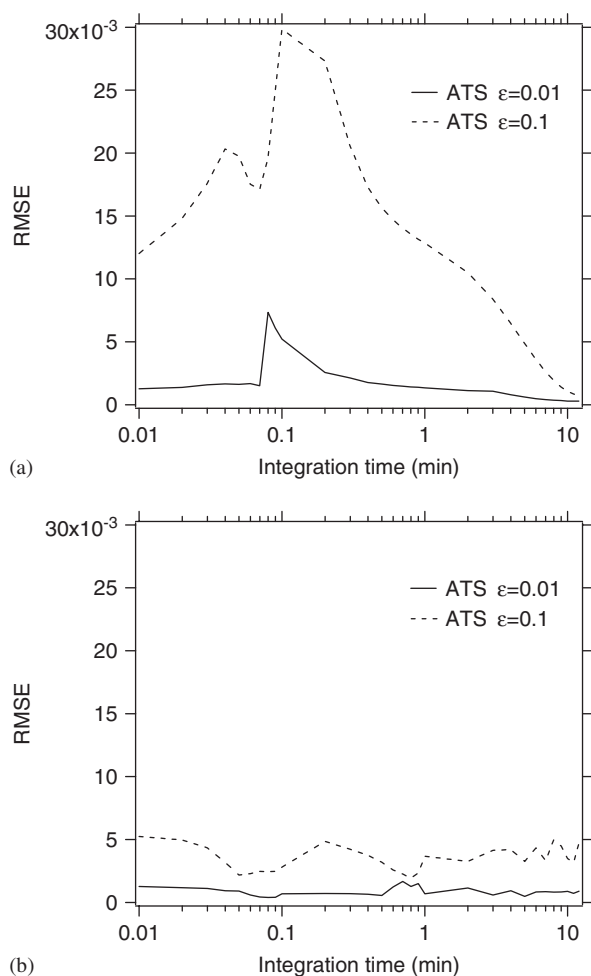 30x10⁻³
25
20
15
10
5
0
RMSE
ATS ε=0.01
ATS ε=0.1
0.01 0.1 1 10
Integration time (min)
(a)
30x10⁻³
25
20
15
10
5
0
RMSE
ATS ε=0.01
ATS ε=0.1
0.01 0.1 1 10
Integration time (min)
(b)